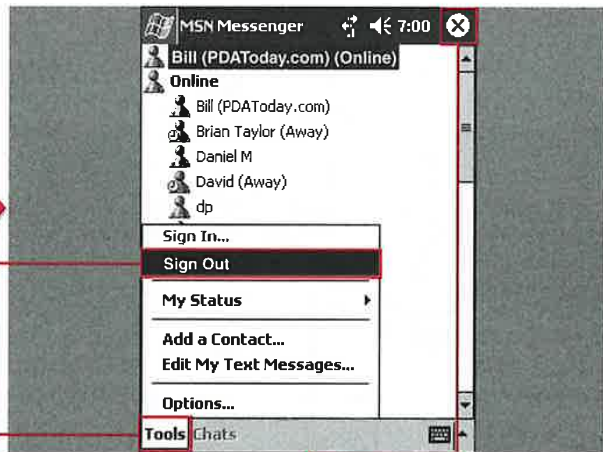 MSN Messenger 7:00
Bill (PDAToday.com) (Online)
Online
Bill (PDAToday.com)
Brian Taylor (Away)
Daniel M
David (Away)
dp
Sign In...
Sign Out
My Status
Add a Contact...
Edit My Text Messages...
Options...
Tools Chats